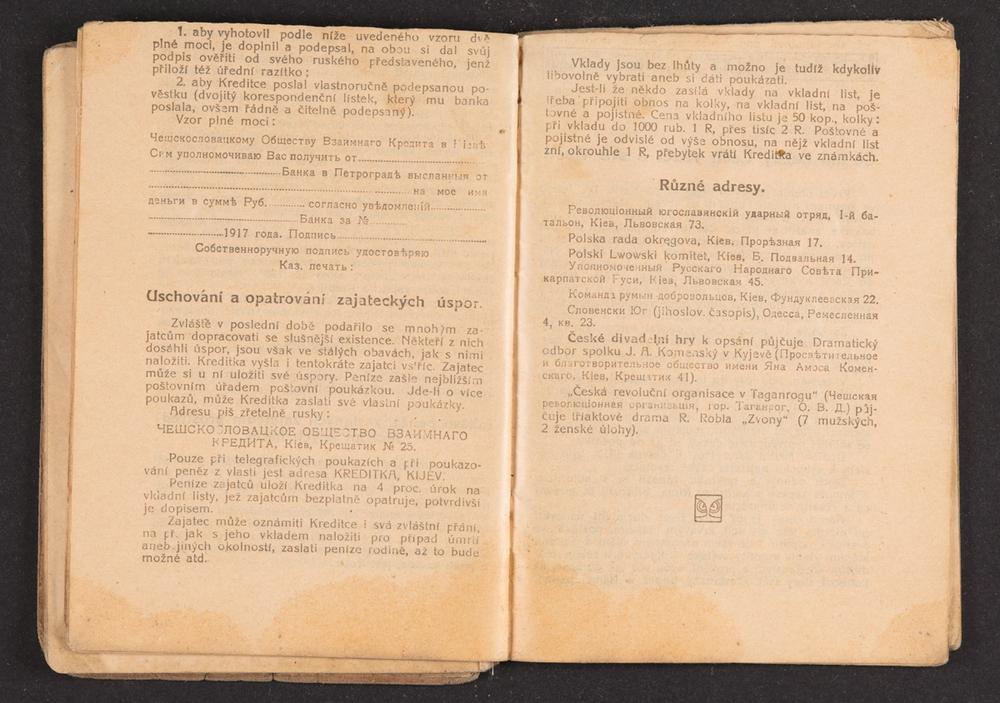 1. aby vyhotovil podle níže uvedeného vzoru dvě
plné moci, je doplnil a podepsal, na obou si dal svůj
podpis ověřiti od svého ruského představeného, jenž
přiloží též úřední razítko;
2. aby Kreditce poslal vlastnoručně podepsanou po-
věstku (dvojitý korespondenční lístek, který mu banka
poslala, ovšem řádně a čitelně podepsaný).
Vzor plné moci:
Чешскословацкому Обществу Взаимнаго Кредита в Кіевѣ
Сим уполномочиваю Вас получить от
Банка в Петроградѣ высланныя от
на мое имя
деньги в суммѣ Руб. согласно увѣдомленій
Банка за №
1917 года. Подпись
Собственноручную подпись удостовѣряю
Каз. печать:
Uschování a opatrování zajateckých úspor.
Zvláště v poslední době podařilo se mnohým za-
jatcům dopracovati se slušnější existence. Někteří z nich
dosáhli úspor, jsou však ve stálých obavách, jak s nimi
naložiti. Kreditka vyšla i tentokráte zajatci vstříc. Zajatec
může si u ní uložiti své úspory. Peníze zašle nejbližším
poštovním úřadem poštovní poukázkou. Jde-li o více
poukazů, může Kreditka zaslati své vlastní poukázky.
Adresu piš zřetelně rusky:
ЧЕШСКОСЛОВАЦКОЕ ОБЩЕСТВО ВЗАИМНАГО
КРЕДИТА, Кіев, Крещатик № 25.
Pouze při telegrafických poukazích a při poukazo-
vání peněz z vlasti jest adresa KREDITKA, KIJEV.
Peníze zajatců uloží Kreditka na 4 proc. úrok na
vkladní listy, jež zajatcům bezplatně opatruje, potvrdivši
je dopisem.
Zajatec může oznámiti Kreditce i svá zvláštní přání,
na př. jak s jeho vkladem naložiti pro případ úmrtí
aneb jiných okolností, zaslati peníze rodině, až to bude
možné atd.
Vklady jsou bez lhůty a možno je tudíž kdykoliv
libovolně vybrati aneb si dáti poukázati.
Jest-li že někdo zasílá vklady na vkladní list, je
třeba připojiti obnos na kolky, na vkladní list, na poš-
tovné a pojistné. Cena vkladního listu je 50 kop., kolky:
při vkladu do 1000 rub. 1 R, přes tisíc 2 R. Poštovné a
pojistné je odvislé od výše obnosu, na nějž vkladní list
zní, okrouhle 1 R, přebytek vrátí Kreditka ve známkách.
Různé adresy.
Революціонный югославянскій ударный отряд, I-й ба-
тальон, Кіев, Львовская 73.
Polska rada okręgova, Кіев, Прорѣзная 17.
Polski Lwowski komitet, Кіев, Б. Подвальная 14.
Уполномоченный Русскаго Народнаго Совѣта При-
карпатской Руси, Кіев, Львовская 45.
Команда румын добровольцов, Кіев, Фундуклеевская 22.
Словенски Юг (jihoslov. časopis), Одесса, Ремесленная
4, кв. 23.
České divadelní hry k opsání půjčuje Dramatický
odbor spolku J. A. Komenský v Kyjevě (Просвѣтительное
и благотворительное общество имени Яна Амоса Комен-
скаго, Кіев, Крещатик 41).
„Česká revoluční organisace v Taganrogu“ (Чешская
революціонная организація, гор. Таганрог, О. В. Д.) půj-
čuje tříaktové drama R. Robla „Zvony“ (7 mužských,
2 ženské úlohy).